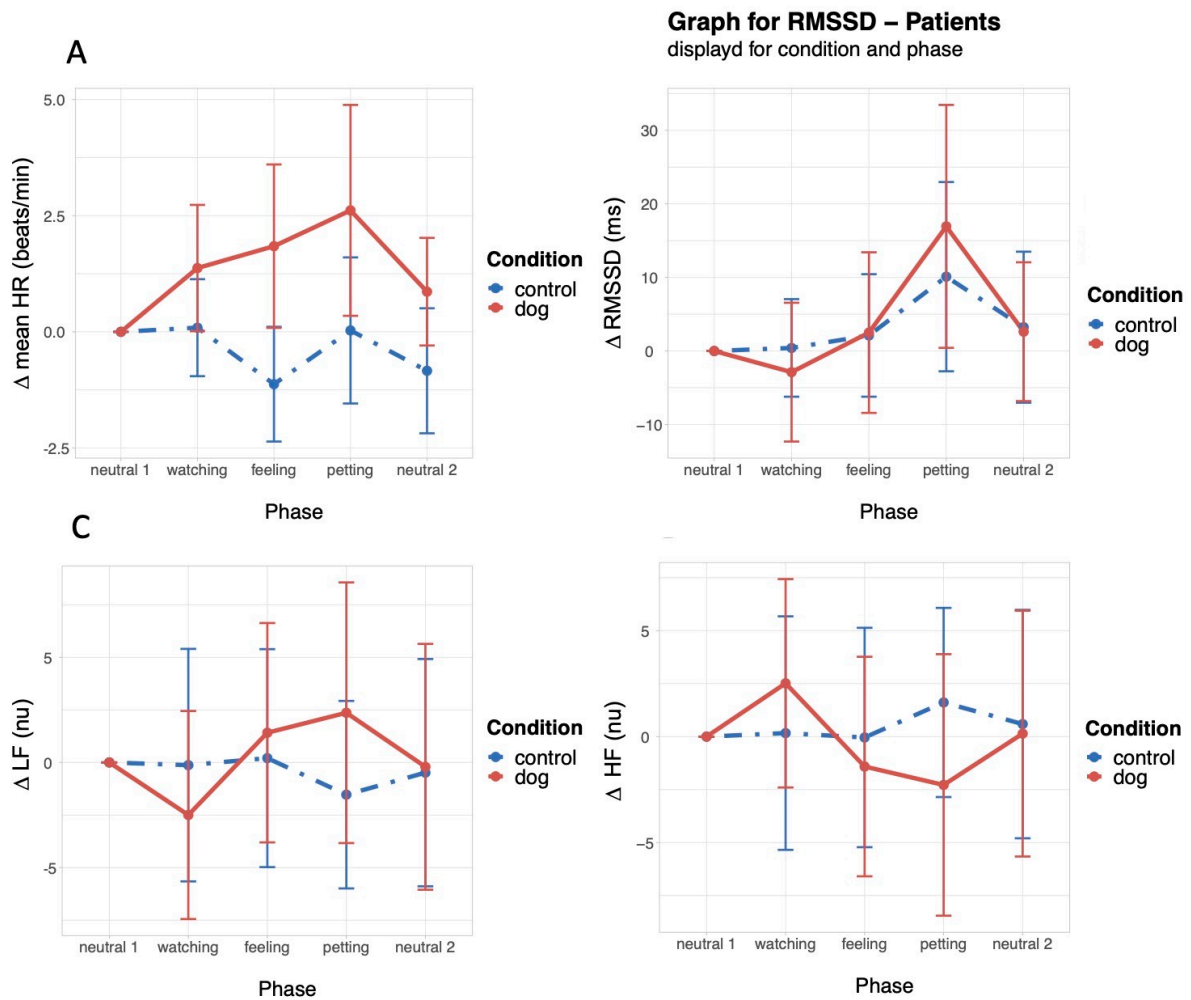 A
Δ mean HR (beats/min)
5.0
2.5
0.0
-2.5
neutral 1 watching feeling petting neutral 2
Phase
Condition
control
dog
Graph for RMSSD – Patients
displayd for condition and phase
Δ RMSSD (ms)
30
20
10
0
−10
neutral 1 watching feeling petting neutral 2
Phase
Condition
control
dog
C
Δ LF (nu)
5
0
-5
neutral 1 watching feeling petting neutral 2
Phase
Condition
control
dog
Δ HF (nu)
5
0
−5
neutral 1 watching feeling petting neutral 2
Phase
Condition
control
dog